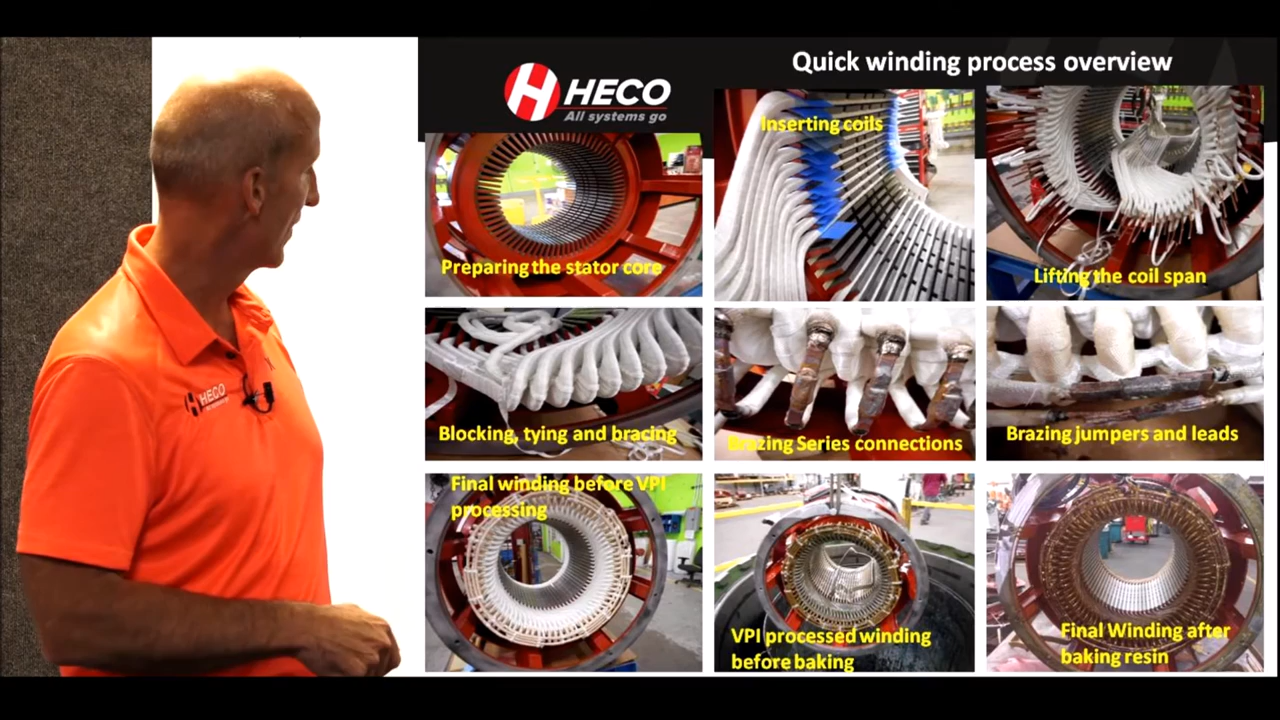 Quick winding process overview
HECO
All systems go
Inserting coils
Preparing the stator core
Lifting the coil span
Blocking, tying and bracing
Brazing Series connections
Brazing jumpers and leads
Final winding before VPI
processing
VPI processed winding
before baking
Final Winding after
baking resin
HECO